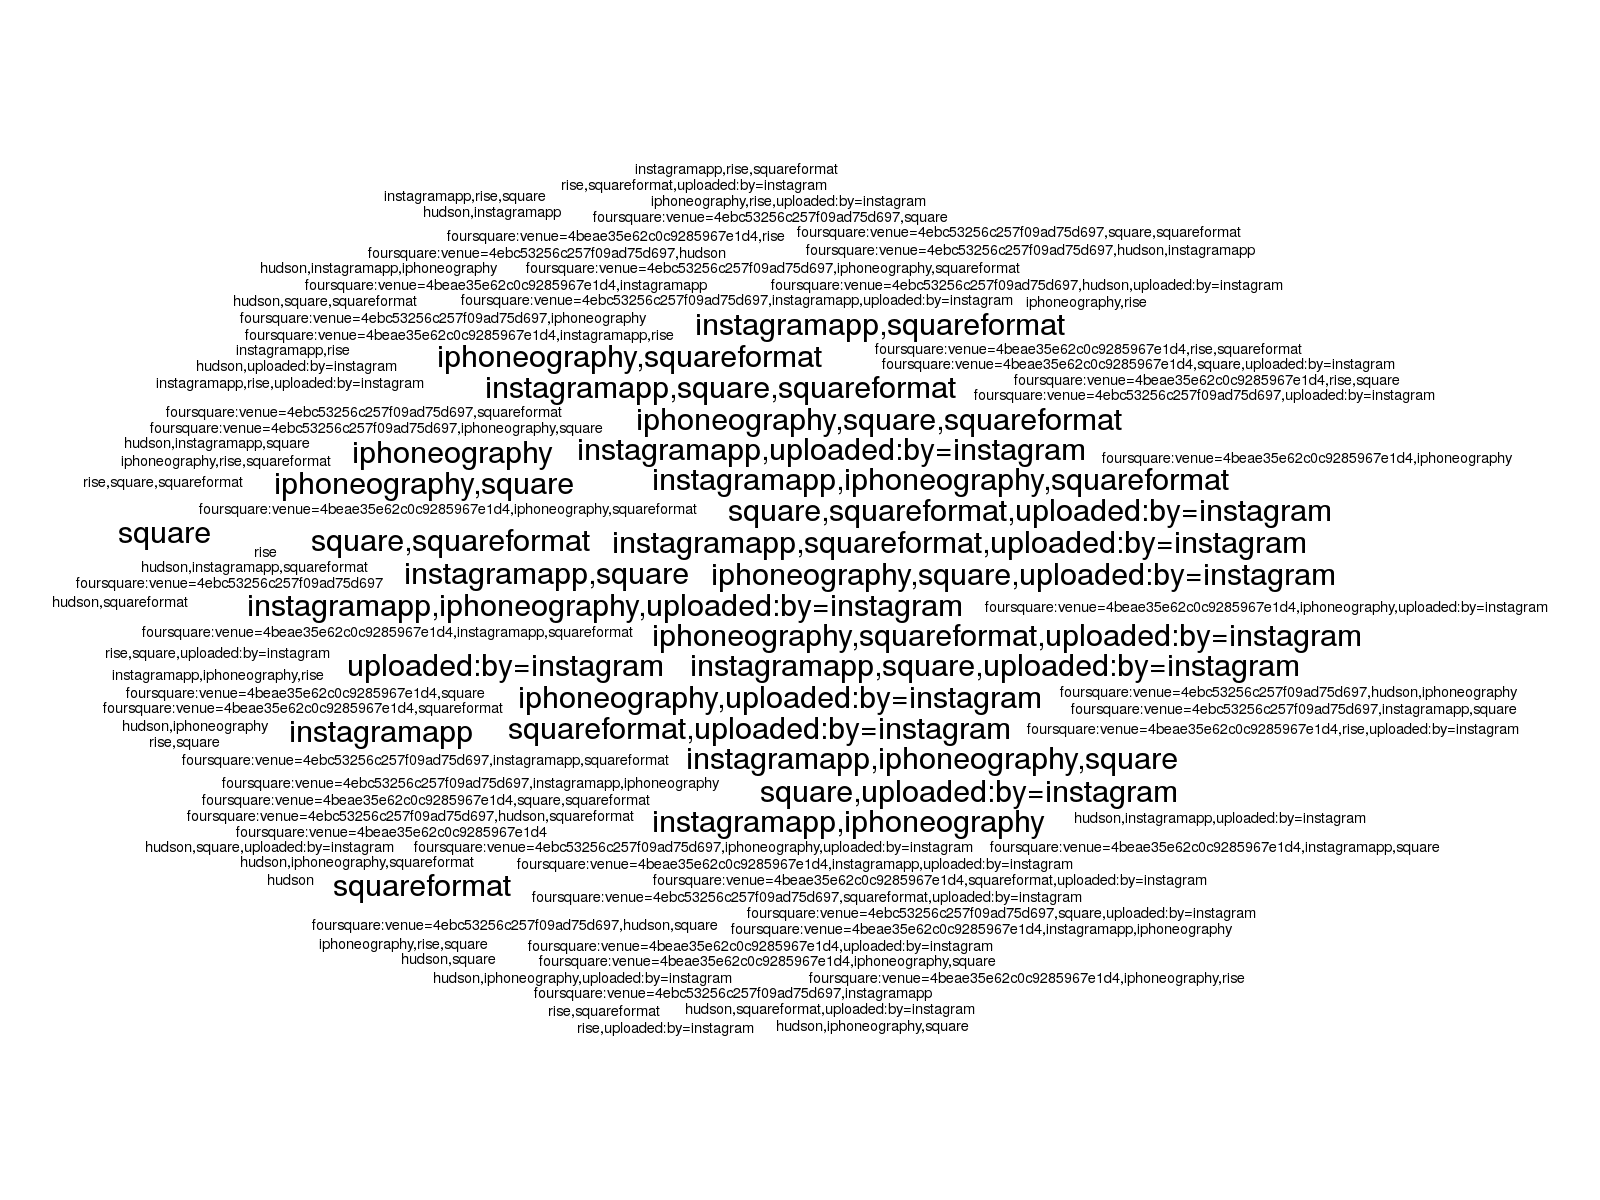 instagramapp,rise,squareformat
rise,squareformat,uploaded:by=instagram
instagramapp,rise,square
iphoneography,rise,uploaded:by=instagram
hudson,instagramapp
foursquare:venue=4ebc53256c257f09ad75d697,square
foursquare:venue=4beae35e62c0c9285967e1d4,rise
foursquare:venue=4ebc53256c257f09ad75d697,square,squareformat
foursquare:venue=4ebc53256c257f09ad75d697,hudson
foursquare:venue=4ebc53256c257f09ad75d697,hudson,instagramapp
hudson,instagramapp,iphoneography
foursquare:venue=4ebc53256c257f09ad75d697,iphoneography,squareformat
foursquare:venue=4beae35e62c0c9285967e1d4,instagramapp
foursquare:venue=4ebc53256c257f09ad75d697,hudson,uploaded:by=instagram
hudson,square,squareformat
foursquare:venue=4ebc53256c257f09ad75d697,instagramapp,uploaded:by=instagram
iphoneography,rise
foursquare:venue=4ebc53256c257f09ad75d697,iphoneography
instagramapp,squareformat
foursquare:venue=4beae35e62c0c9285967e1d4,instagramapp,rise
instagramapp,rise
iphoneography,squareformat
foursquare:venue=4beae35e62c0c9285967e1d4,rise,squareformat
hudson,uploaded:by=instagram
foursquare:venue=4ebc53256c257f09ad75d697,square,uploaded:by=instagram
instagramapp,rise,uploaded:by=instagram
instagramapp,square,squareformat
foursquare:venue=4beae35e62c0c9285967e1d4,rise,square
foursquare:venue=4ebc53256c257f09ad75d697,uploaded:by=instagram
foursquare:venue=4ebc53256c257f09ad75d697,squareformat
iphoneography,square,squareformat
foursquare:venue=4ebc53256c257f09ad75d697,iphoneography,square
hudson,instagramapp,square
iphoneography
instagramapp,uploaded:by=instagram
foursquare:venue=4beae35e62c0c9285967e1d4,iphoneography
iphoneography,rise,squareformat
rise,square,squareformat
iphoneography,square
instagramapp,iphoneography,squareformat
foursquare:venue=4beae35e62c0c9285967e1d4,iphoneography,squareformat
square,squareformat,uploaded:by=instagram
square
rise
square,squareformat
instagramapp,squareformat,uploaded:by=instagram
hudson,instagramapp,squareformat
foursquare:venue=4ebc53256c257f09ad75d697
instagramapp,square
iphoneography,square,uploaded:by=instagram
hudson,squareformat
instagramapp,iphoneography,uploaded:by=instagram
foursquare:venue=4beae35e62c0c9285967e1d4,iphoneography,uploaded:by=instagram
foursquare:venue=4beae35e62c0c9285967e1d4,instagramapp,squareformat
iphoneography,squareformat,uploaded:by=instagram
rise,square,uploaded:by=instagram
uploaded:by=instagram
instagramapp,square,uploaded:by=instagram
instagramapp,iphoneography,rise
foursquare:venue=4beae35e62c0c9285967e1d4,square
iphoneography,uploaded:by=instagram
foursquare:venue=4ebc53256c257f09ad75d697,hudson,iphoneography
foursquare:venue=4beae35e62c0c9285967e1d4,squareformat
foursquare:venue=4ebc53256c257f09ad75d697,instagramapp,square
hudson,iphoneography
instagramapp
squareformat,uploaded:by=instagram
foursquare:venue=4beae35e62c0c9285967e1d4,rise,uploaded:by=instagram
rise,square
foursquare:venue=4ebc53256c257f09ad75d697,instagramapp,squareformat
instagramapp,iphoneography,square
foursquare:venue=4ebc53256c257f09ad75d697,instagramapp,iphoneography
square,uploaded:by=instagram
foursquare:venue=4beae35e62c0c9285967e1d4,square,squareformat
foursquare:venue=4ebc53256c257f09ad75d697,hudson,squareformat
instagramapp,iphoneography
hudson,instagramapp,uploaded:by=instagram
foursquare:venue=4beae35e62c0c9285967e1d4
hudson,square,uploaded:by=instagram
foursquare:venue=4ebc53256c257f09ad75d697,iphoneography,uploaded:by=instagram
foursquare:venue=4beae35e62c0c9285967e1d4,instagramapp,square
hudson,iphoneography,squareformat
foursquare:venue=4beae35e62c0c9285967e1d4,instagramapp,uploaded:by=instagram
hudson
squareformat
foursquare:venue=4beae35e62c0c9285967e1d4,squareformat,uploaded:by=instagram
foursquare:venue=4ebc53256c257f09ad75d697,squareformat,uploaded:by=instagram
foursquare:venue=4ebc53256c257f09ad75d697,square,uploaded:by=instagram
foursquare:venue=4ebc53256c257f09ad75d697,hudson,square
foursquare:venue=4beae35e62c0c9285967e1d4,instagramapp,iphoneography
iphoneography,rise,square
foursquare:venue=4beae35e62c0c9285967e1d4,uploaded:by=instagram
hudson,square
foursquare:venue=4beae35e62c0c9285967e1d4,iphoneography,square
hudson,iphoneography,uploaded:by=instagram
foursquare:venue=4beae35e62c0c9285967e1d4,iphoneography,rise
foursquare:venue=4ebc53256c257f09ad75d697,instagramapp
rise,squareformat
hudson,squareformat,uploaded:by=instagram
rise,uploaded:by=instagram
hudson,iphoneography,square